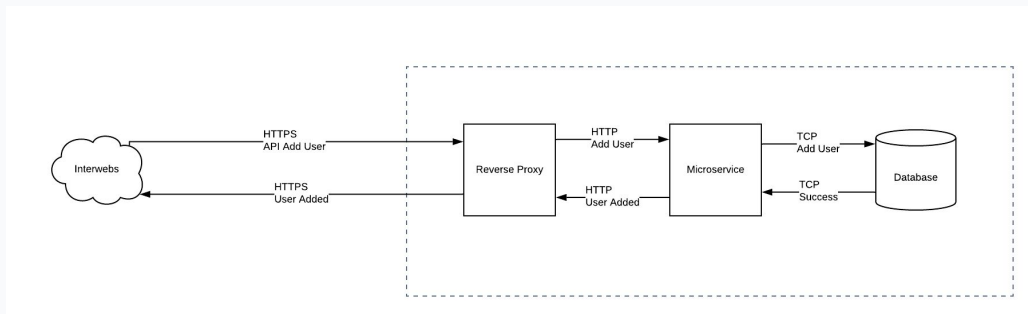 Interwebs
HTTPS
API Add User
HTTPS
User Added
Reverse Proxy
HTTP
Add User
HTTP
User Added
Microservice
TCP
Add User
TCP
Success
Database